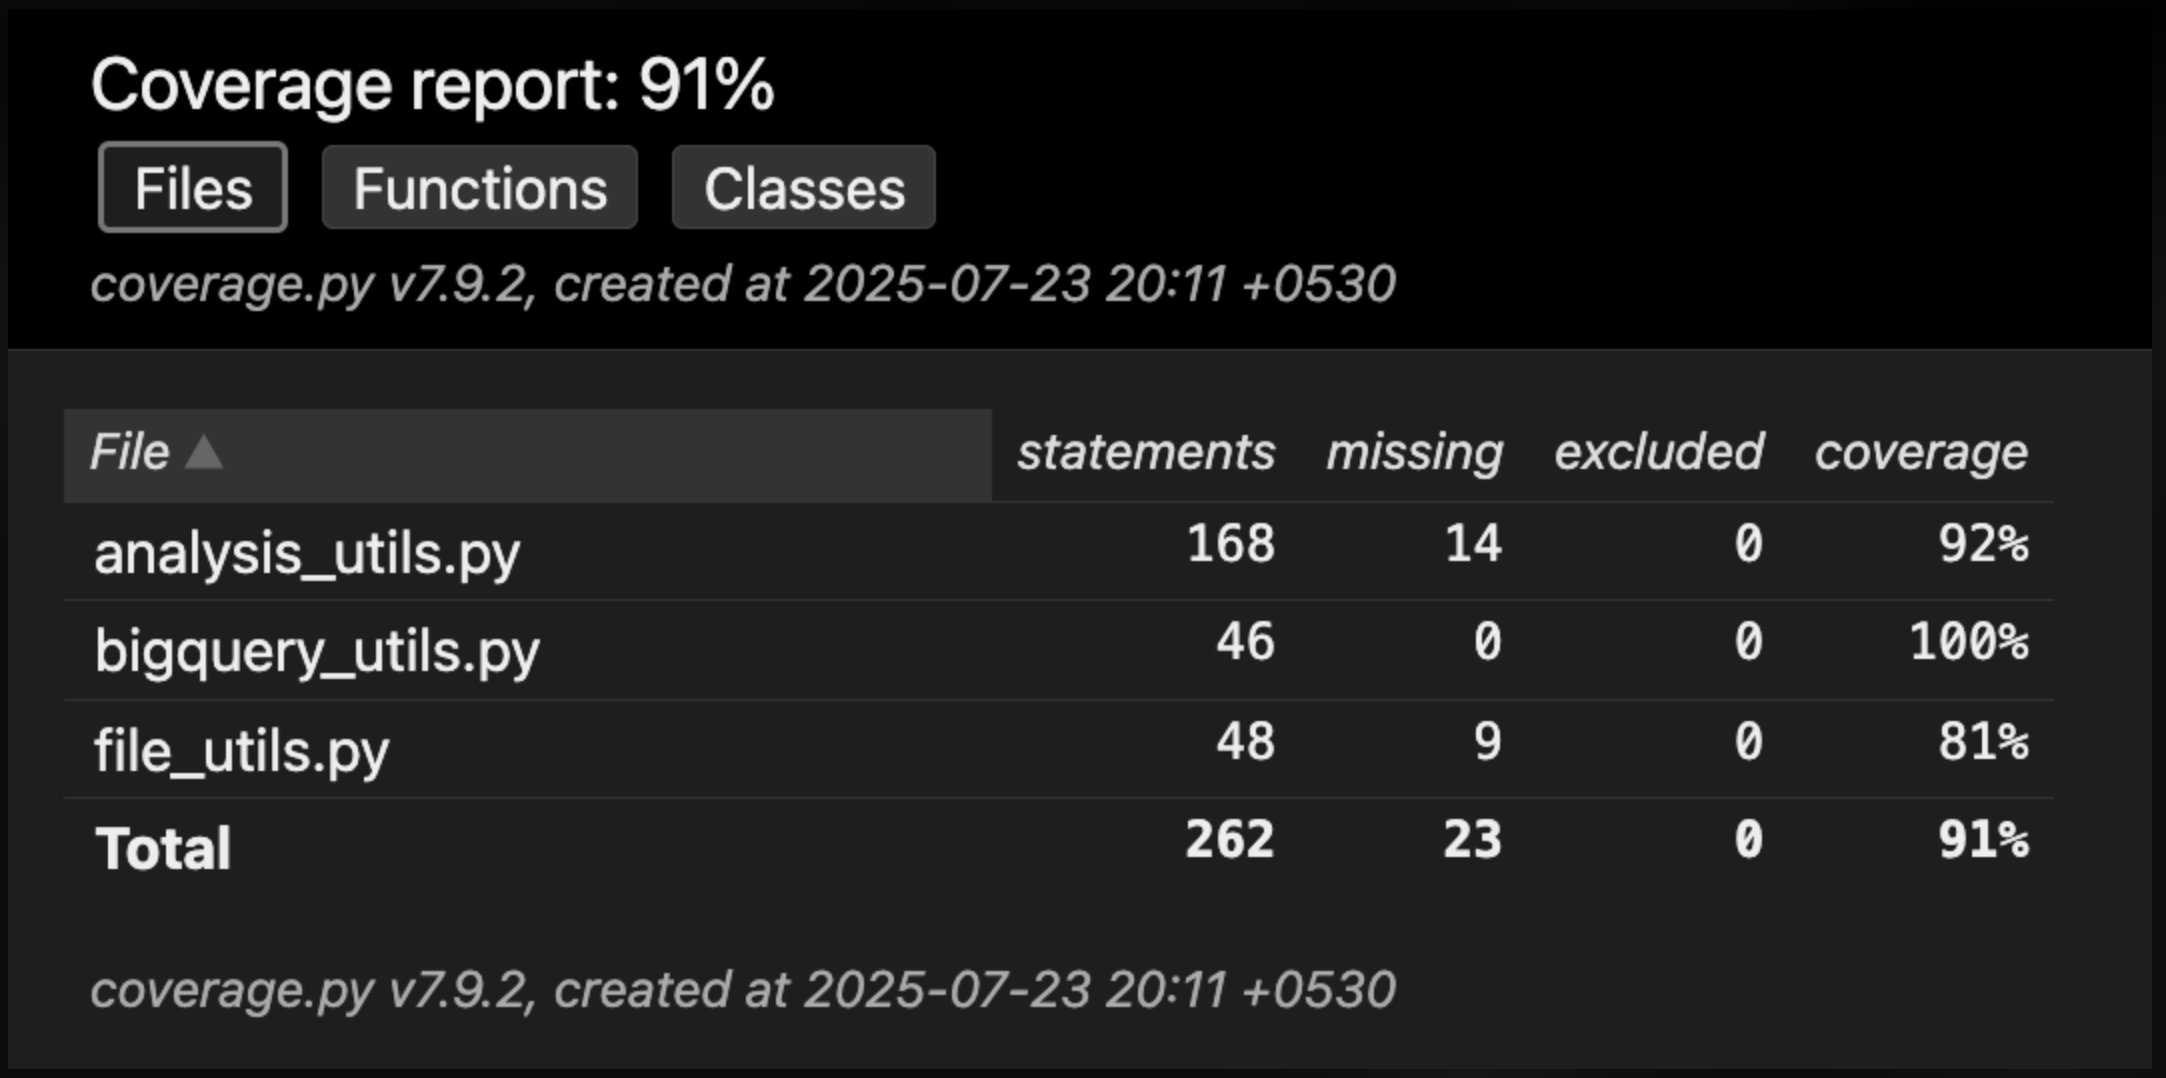 Coverage report: 91%
Files Functions Classes
coverage.py v7.9.2, created at 2025-07-23 20:11 +0530
File ▲ statements missing excluded coverage
analysis_utils.py 168 14 0 92%
bigquery_utils.py 46 0 0 100%
file_utils.py 48 9 0 81%
Total 262 23 0 91%
coverage.py v7.9.2, created at 2025-07-23 20:11 +0530